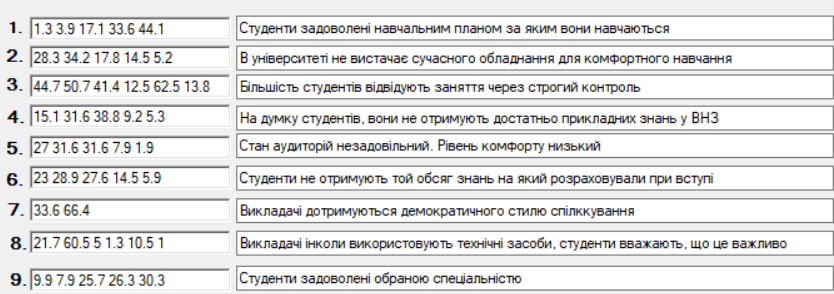 1. 1.3 3.9 17.1 33.6 44.1 Студенти задоволені навчальним планом за яким вони навчаються
2. 28.3 34.2 17.8 14.5 5.2 В університеті не вистачає сучасного обладнання для комфортного навчання
3. 44.7 50.7 41.4 12.5 62.5 13.8 Більшість студентів відвідують заняття через строгий контроль
4. 15.1 31.6 38.8 9.2 5.3 На думку студентів, вони не отримують достатньо прикладних знань у ВНЗ
5. 27 31.6 31.6 7.9 1.9 Стан аудиторій незадовільний. Рівень комфорту низький
6. 23 28.9 27.6 14.5 5.9 Студенти не отримують той обсяг знань на який розраховували при вступі
7. 33.6 66.4 Викладачі дотримуються демократичного стилю спілккування
8. 21.7 60.5 5 1.3 10.5 1 Викладачі інколи використовують технічні засоби, студенти вважають, що це важливо
9. 9.9 7.9 25.7 26.3 30.3 Студенти задоволені обраною спеціальністю